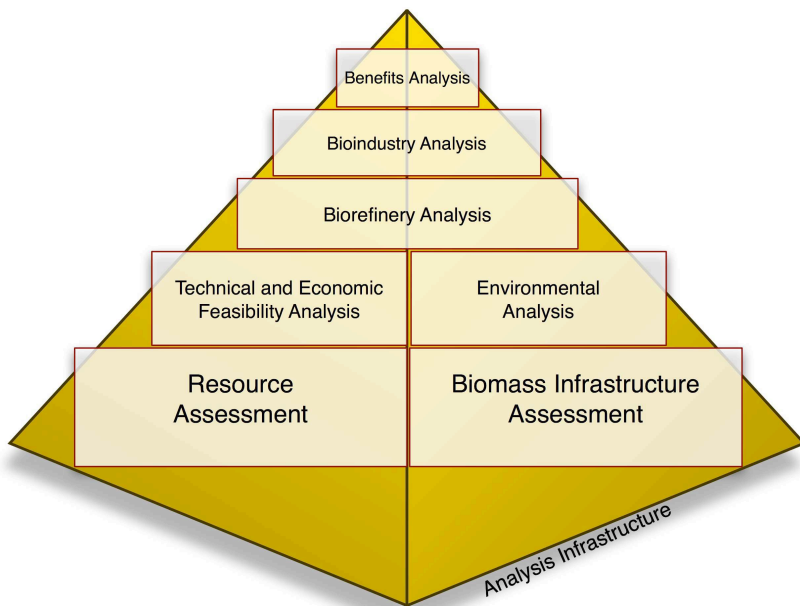 Benefits Analysis
Bioindustry Analysis
Biorefinery Analysis
Technical and Economic
Feasibility Analysis
Environmental
Analysis
Resource
Assessment
Biomass Infrastructure
Assessment
Analysis Infrastructure